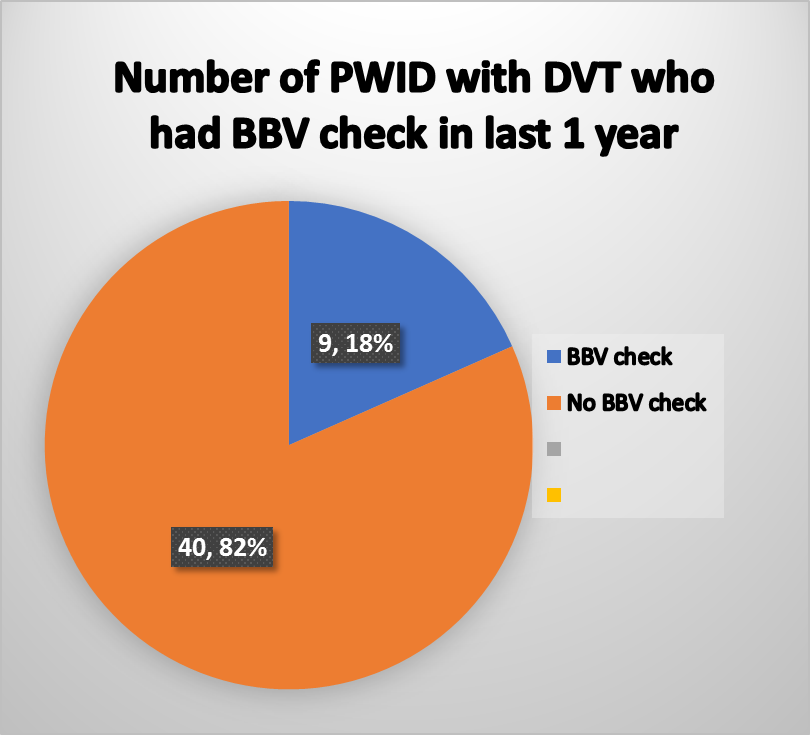 Number of PWID with DVT who
had BBV check in last 1 year
9, 18%
BBV check
No BBV check
40, 82%